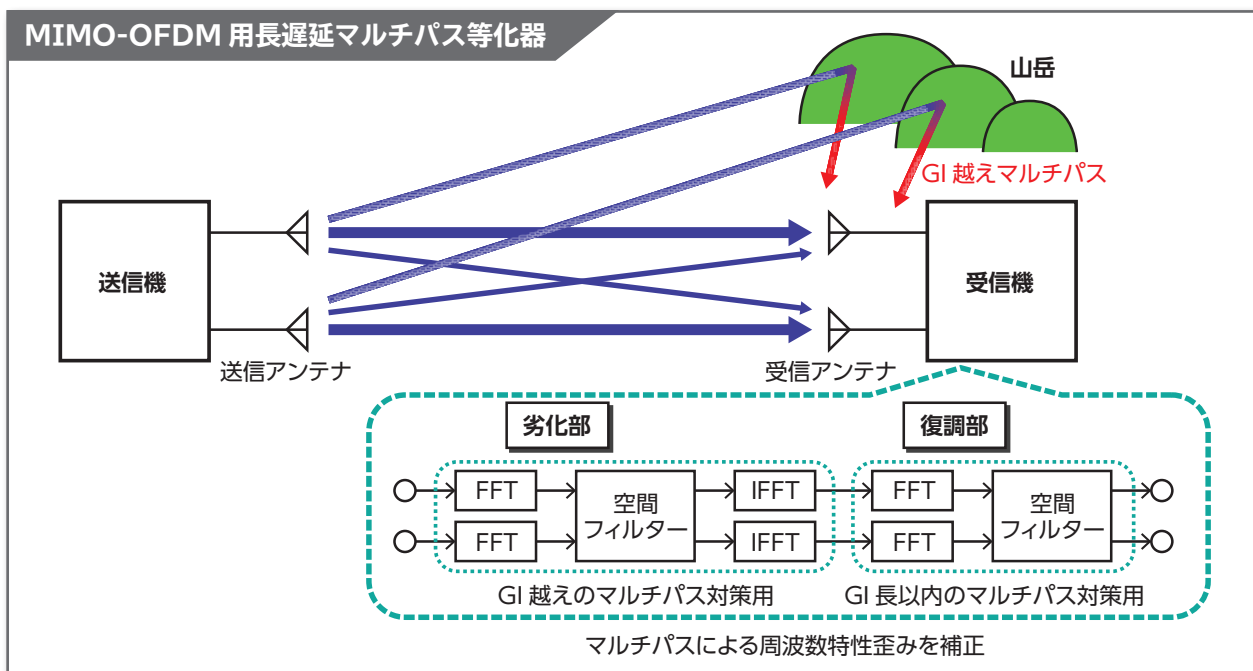 MIMO-OFDM 用長遅延マルチパス等化器
山岳
GI 越えマルチパス
送信機
受信機
送信アンテナ
受信アンテナ
劣化部
復調部
FFT
空間
フィルター
IFFT
FFT
空間
フィルター
FFT
IFFT
FFT
GI 越えのマルチパス対策用
GI 長以内のマルチパス対策用
マルチパスによる周波数特性歪みを補正